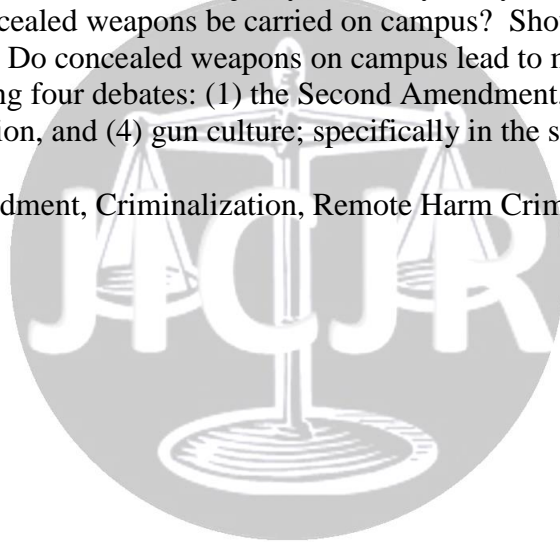 cealed weapons be carried on campus? Sho
Do concealed weapons on campus lead to
ng four debates: (1) the Second Amendment
ion, and (4) gun culture; specifically in the s
dment, Criminalization, Remote Harm Crim
JICJR